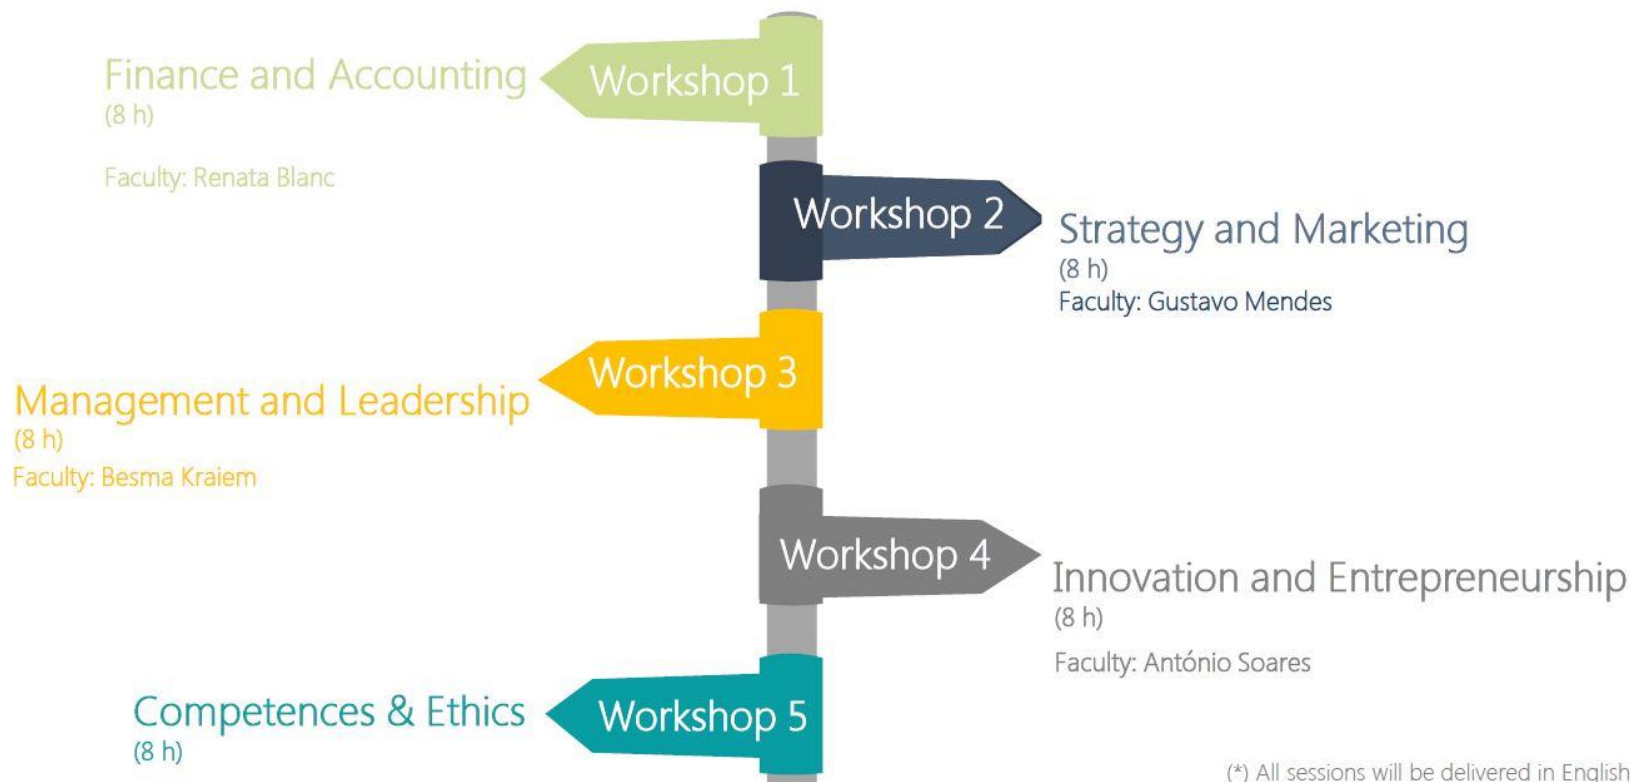 Workshop 1
Finance and Accounting
(8 h)
Faculty: Renata Blanc
Workshop 2
Strategy and Marketing
(8 h)
Faculty: Gustavo Mendes
Workshop 3
Management and Leadership
(8 h)
Faculty: Besma Kraiem
Workshop 4
Innovation and Entrepreneurship
(8 h)
Faculty: António Soares
Workshop 5
Competences & Ethics
(8 h)
(*) All sessions will be delivered in English